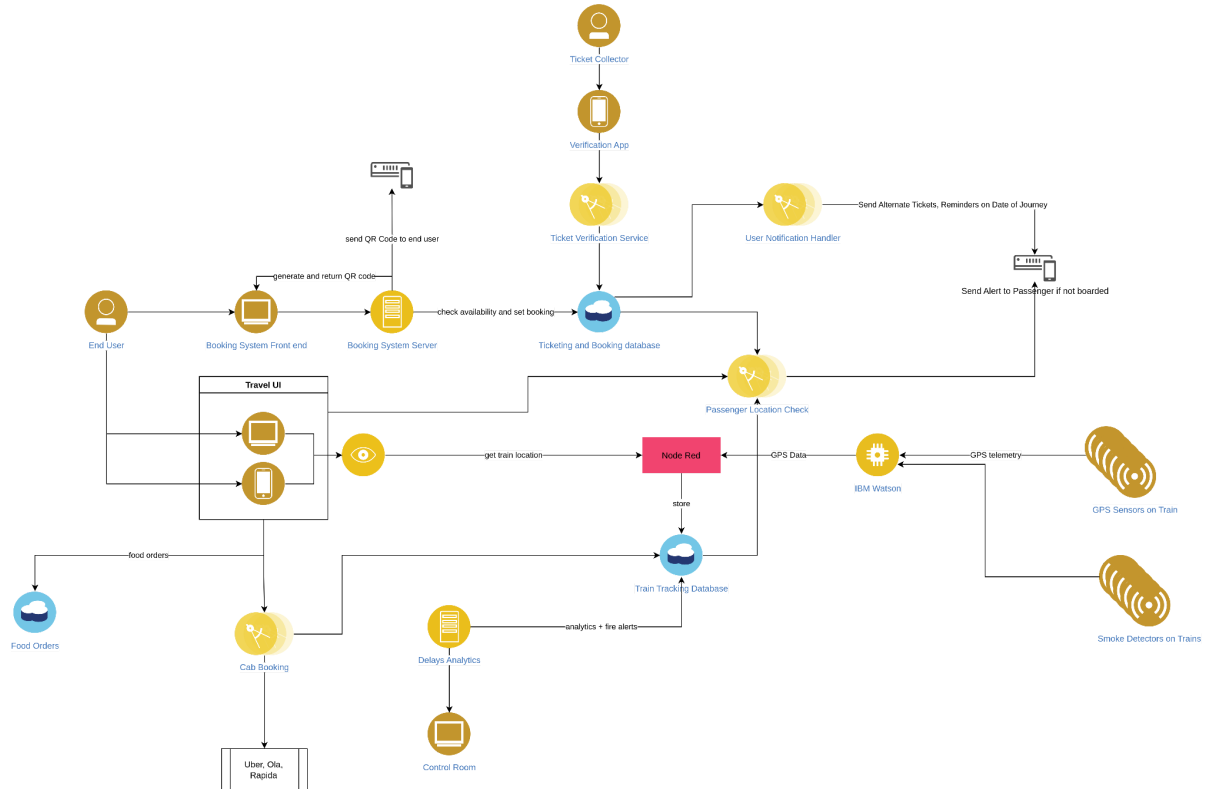 Ticket Collector
Verification App
send QR Code to end user
Ticket Verification Service
User Notification Handler
Send Alternate Tickets, Reminders on Date of Journey
generate and return QR code
Send Alert to Passenger if not boarded
check availability and set booking
End User
Booking System Front end
Booking System Server
Ticketing and Booking database
Travel UI
Passenger Location Check
get train location
Node Red
GPS Data
GPS telemetry
IBM Watson
GPS Sensors on Train
store
food orders
Train Tracking Database
analytics + fire alerts
Food Orders
Cab Booking
Delays Analytics
Smoke Detectors on Trains
Control Room
Uber, Ola,
Rapida